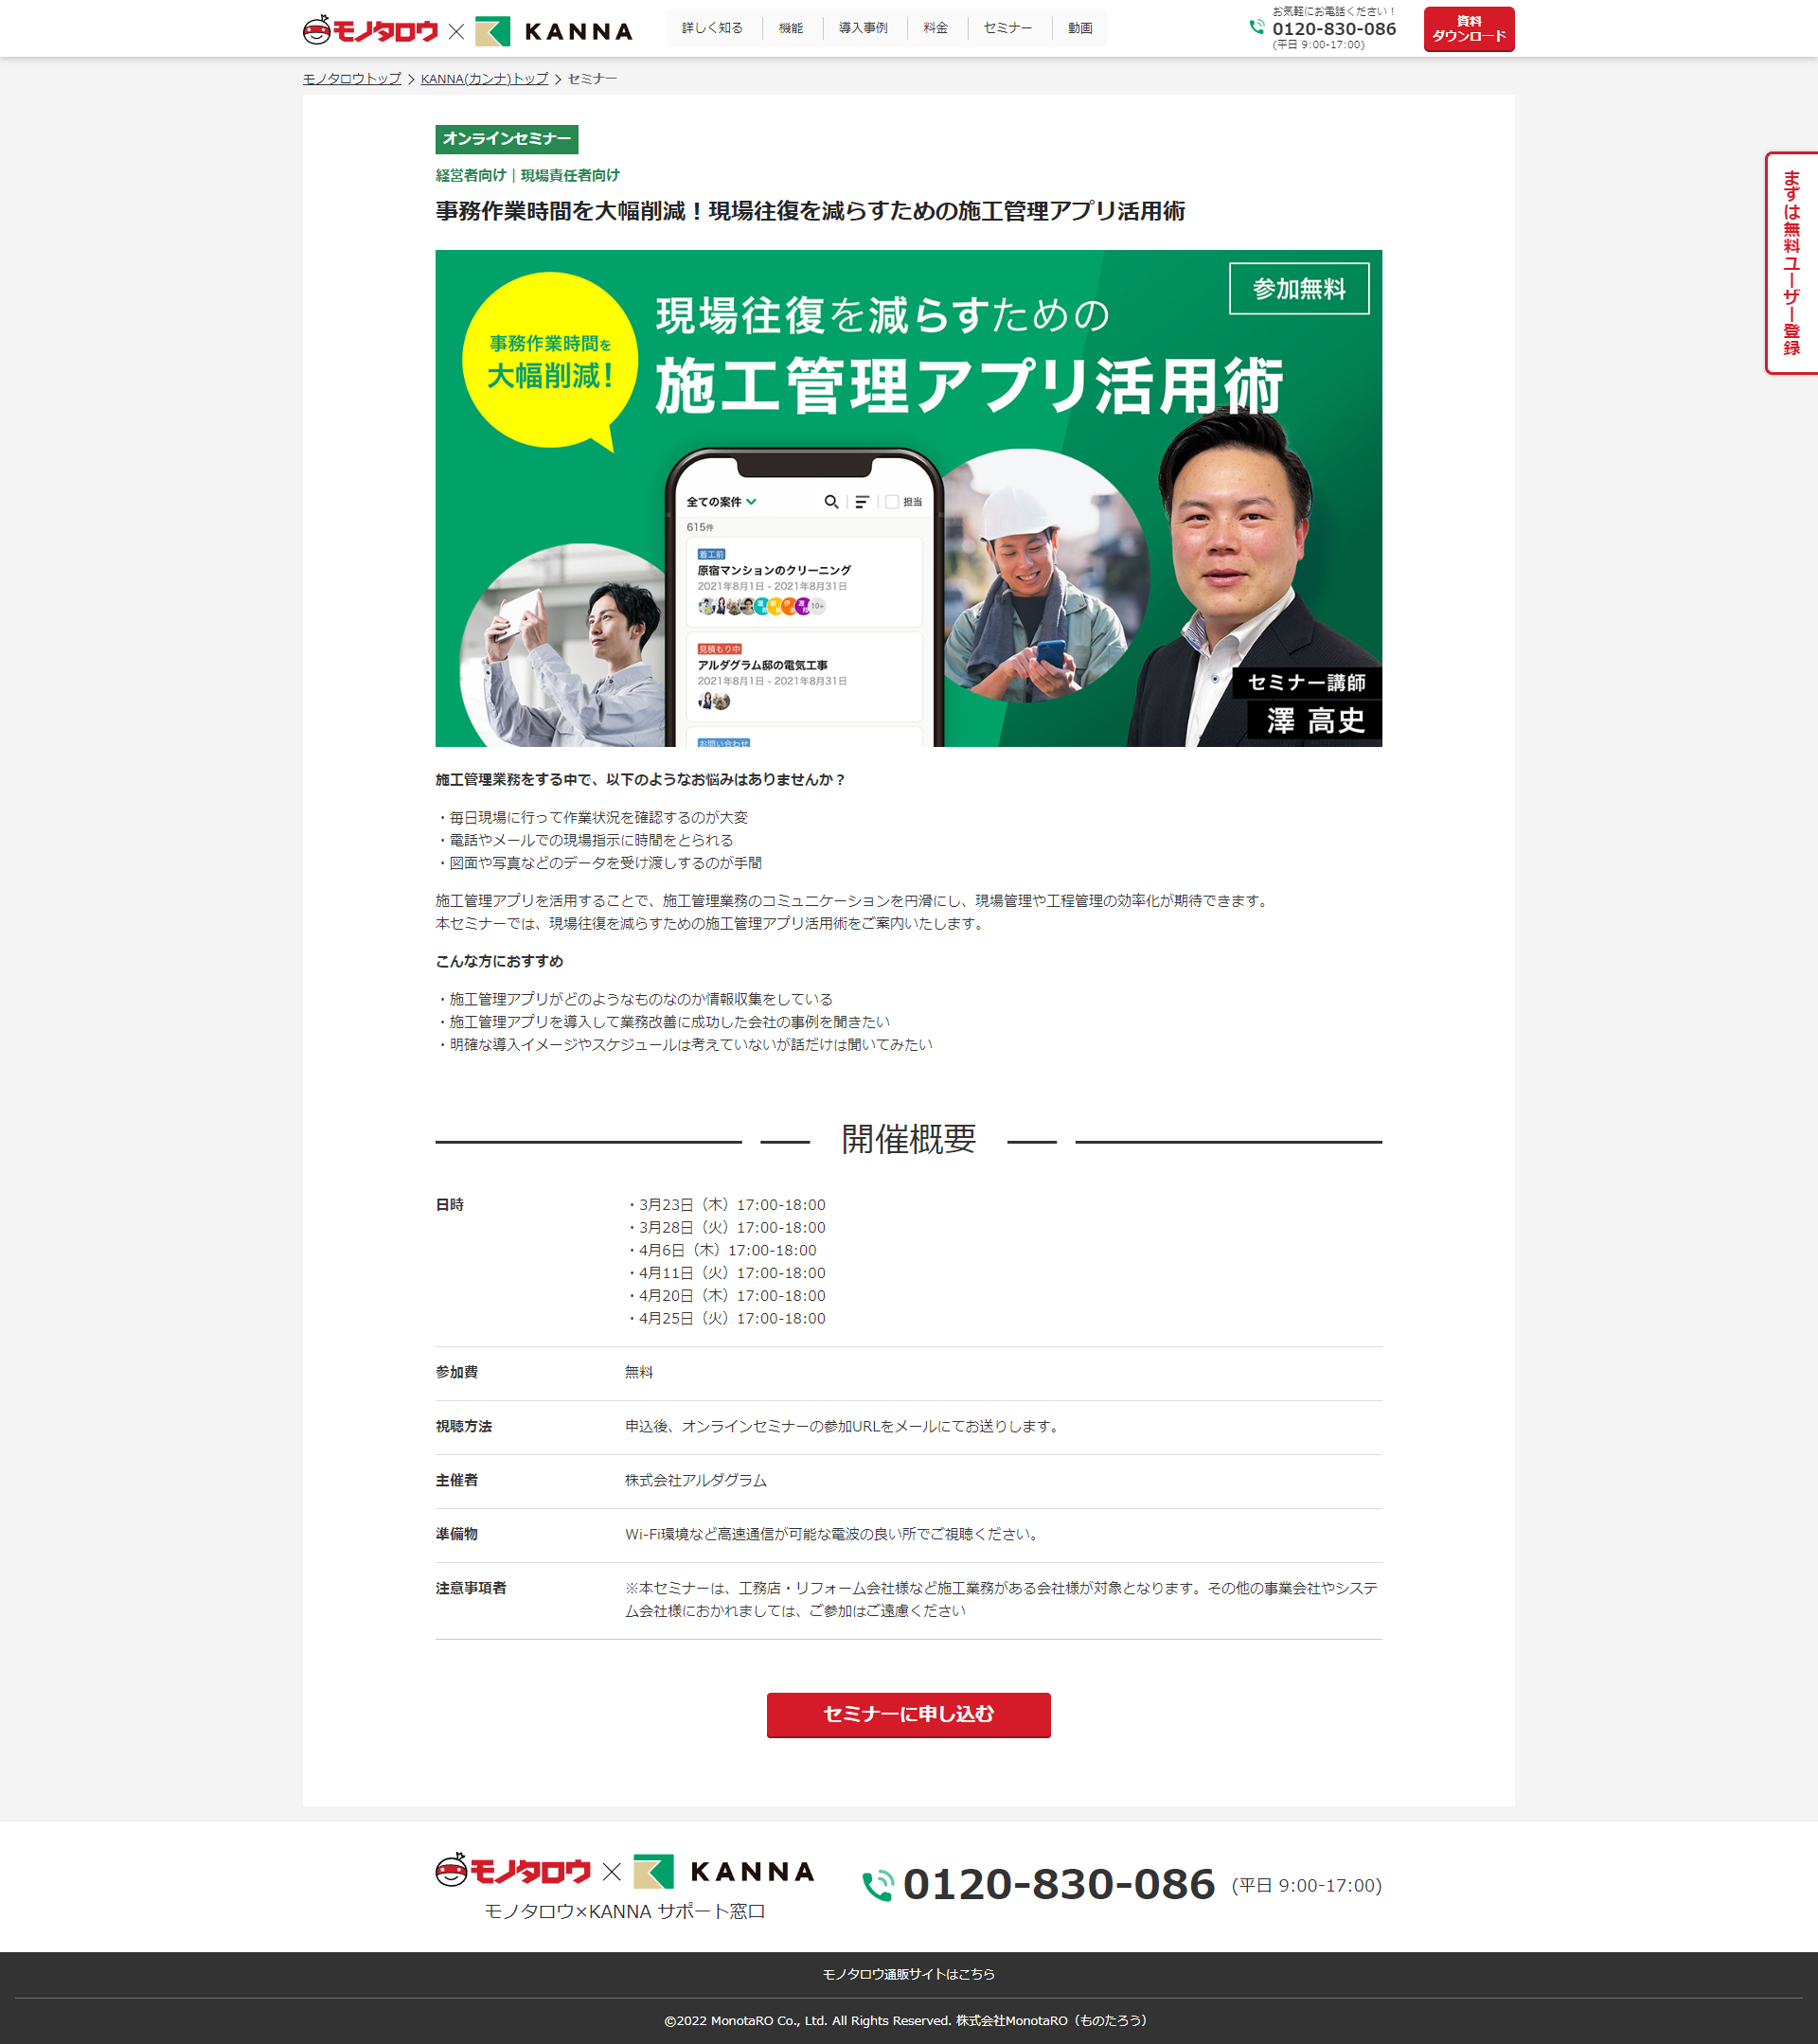 モノタロウ × KANNA
詳しく知る
機能
導入事例
料金
セミナー
動画
お気軽にお電話ください！
0120-830-086
(平日 9:00-17:00)
資料
ダウンロード
モノタロウトップ > KANNA(カンナ)トップ > セミナー
まずは無料ユーザー登録
オンラインセミナー
経営者向け｜現場責任者向け
事務作業時間を大幅削減！現場往復を減らすための施工管理アプリ活用術
参加無料
事務作業時間を
大幅削減！
現場往復を減らすための
施工管理アプリ活用術
全ての案件
担当
615件
着工前
原宿マンションのクリーニング
2021年8月1日 - 2021年8月31日
10+
見積もり中
アルダグラム邸の電気工事
2021年8月1日 - 2021年8月31日
お問い合わせ
セミナー講師
澤 高史
施工管理業務をする中で、以下のようなお悩みはありませんか？
・毎日現場に行って作業状況を確認するのが大変
・電話やメールでの現場指示に時間をとられる
・図面や写真などのデータを受け渡しするのが手間
施工管理アプリを活用することで、施工管理業務のコミュニケーションを円滑にし、現場管理や工程管理の効率化が期待できます。
本セミナーでは、現場往復を減らすための施工管理アプリ活用術をご案内いたします。
こんな方におすすめ
・施工管理アプリがどのようなものなのか情報収集をしている
・施工管理アプリを導入して業務改善に成功した会社の事例を聞きたい
・明確な導入イメージやスケジュールは考えていないが話だけは聞いてみたい
開催概要
日時
・3月23日（木）17:00-18:00
・3月28日（火）17:00-18:00
・4月6日（木）17:00-18:00
・4月11日（火）17:00-18:00
・4月20日（木）17:00-18:00
・4月25日（火）17:00-18:00
参加費
無料
視聴方法
申込後、オンラインセミナーの参加URLをメールにてお送りします。
主催者
株式会社アルダグラム
準備物
Wi-Fi環境など高速通信が可能な電波の良い所でご視聴ください。
注意事項者
※本セミナーは、工務店・リフォーム会社様など施工業務がある会社様が対象となります。その他の事業会社やシステ
ム会社様におかれましては、ご参加はご遠慮ください
セミナーに申し込む
モノタロウ × KANNA
モノタロウ×KANNA サポート窓口
0120-830-086 (平日 9:00-17:00)
モノタロウ通販サイトはこちら
©2022 MonotaRO Co., Ltd. All Rights Reserved. 株式会社MonotaRO（ものたろう）